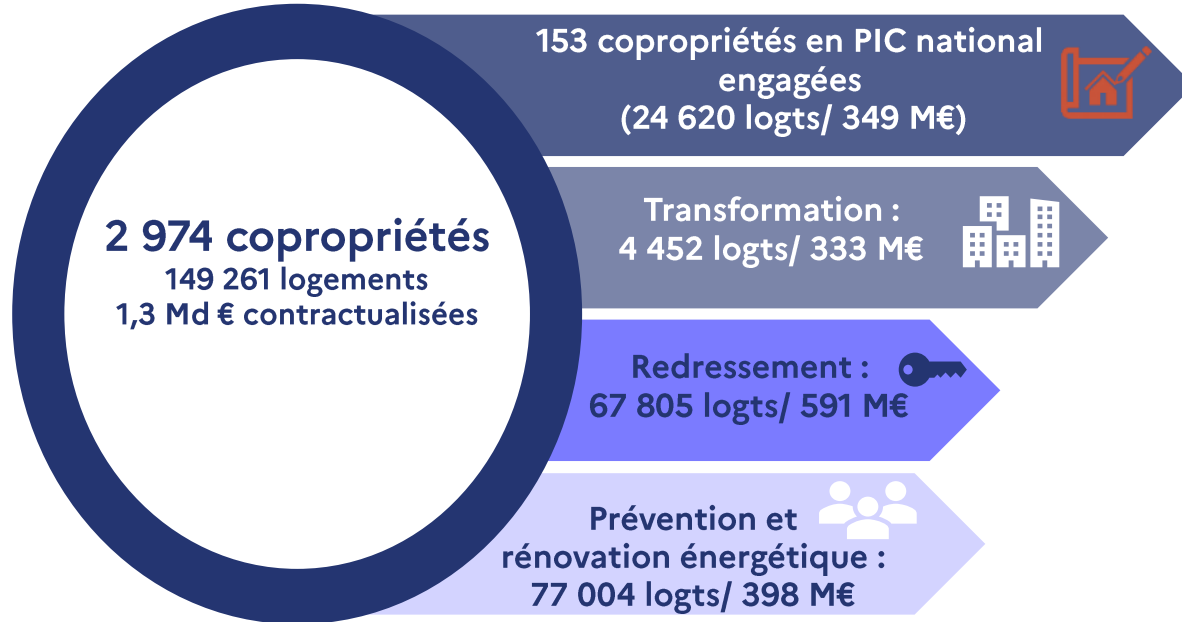 2 974 copropriétés
149 261 logements
1,3 Md € contractualisées
153 copropriétés en PIC national
engagées
(24 620 logts/ 349 M€)
Transformation :
4 452 logts/ 333 M€
Redressement :
67 805 logts/ 591 M€
Prévention et
rénovation énergétique :
77 004 logts/ 398 M€